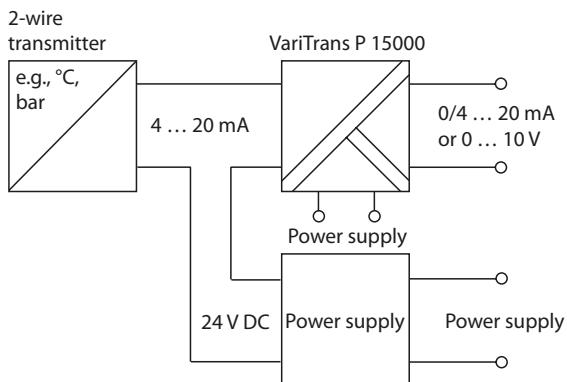 2-wire
transmitter
VariTrans P 15000
e.g., °C,
bar
4 … 20 mA
0/4 … 20 mA
or 0 … 10 V
Power supply
24 V DC
Power supply
Power supply